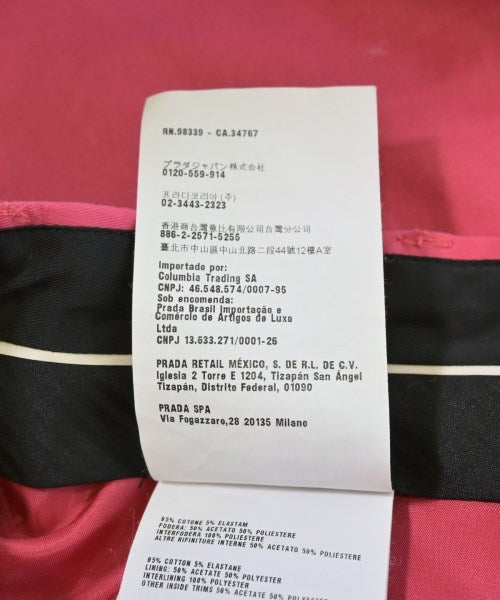 RN.98339 - CA.34767
プラダジャパン株式会社
0120-559-914
프라다코리아(주)
02-3443-2323
香港商台灣魚比有限公司台灣分公司
886-2-2571-5255
臺北市中山區中山北路二段44號12樓A室
Importado por:
Columbia Trading SA
CNPJ: 46.548.574/0007-95
Sob encomenda:
Prada Brasil Importação e
Comércio de Artigos de Luxo
Ltda
CNPJ 13.633.271/0001-26
PRADA RETAIL MÉXICO, S. DE R.L. DE C.V.
Iglesia 2 Torre E 1204, Tizapán San Ángel
Tizapán, Distrito Federal, 01090
PRADA SPA
Via Fogazzaro,28 20135 Milano
95% COTONE 5% ELASTAM
FODERA: 50% ACETATO 50% POLIESTERE
INTERFODERA 100% POLIESTERE
ALTRE RIFINITURE INTERNE 50% ACETATO 50% POLIESTERE
95% COTTON 5% ELASTANE
LINING: 50% ACETATE 50% POLYESTER
INTERLINING 100% POLYESTER
OTHER INSIDE TRIMS 50% ACETATE 50% POLYESTER